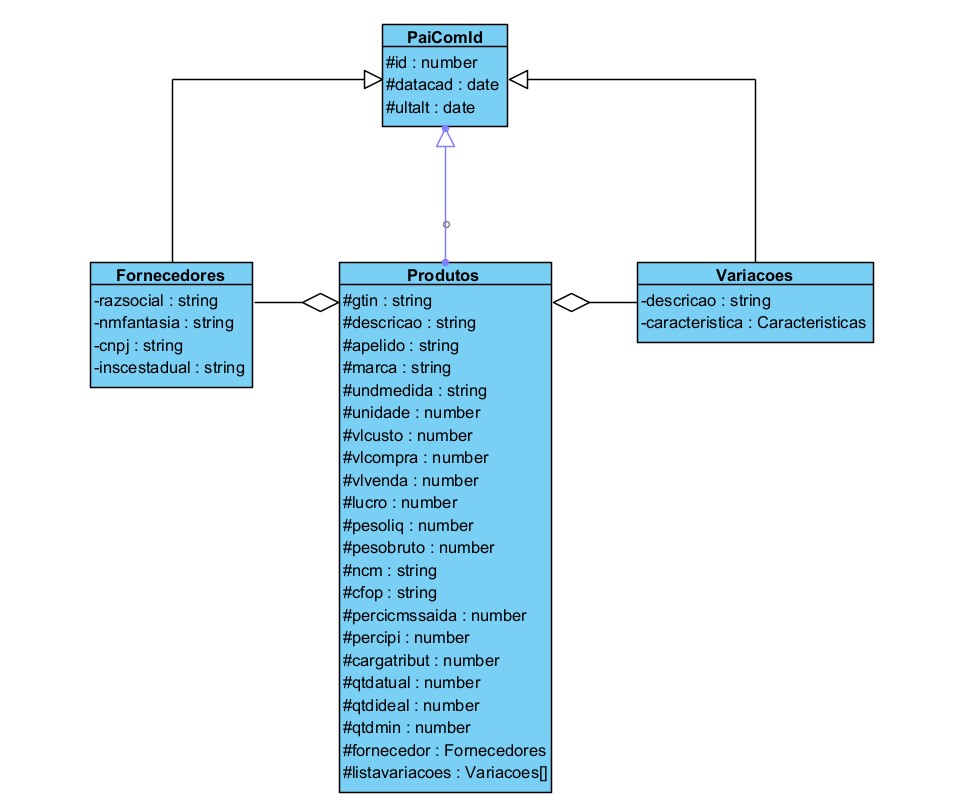 PaiComId
#id : number
#datacad : date
#ultalt : date
Fornecedores
-razsocial : string
-nmfantasia : string
-cnpj : string
-inscestadual : string
Produtos
#gtin : string
#descricao : string
#apelido : string
#marca : string
#undmedida : string
#unidade : number
#vlcusto : number
#vlcompra : number
#vlvenda : number
#lucro : number
#pesoliq : number
#pesobruto : number
#ncm : string
#cfop : string
#percicmssaida : number
#percipi : number
#cargatribut : number
#qtdatual : number
#qtdideal : number
#qtdmin : number
#fornecedor : Fornecedores
#listavariacoes : Variacoes[]
Variacoes
-descricao : string
-caracteristica : Caracteristicas